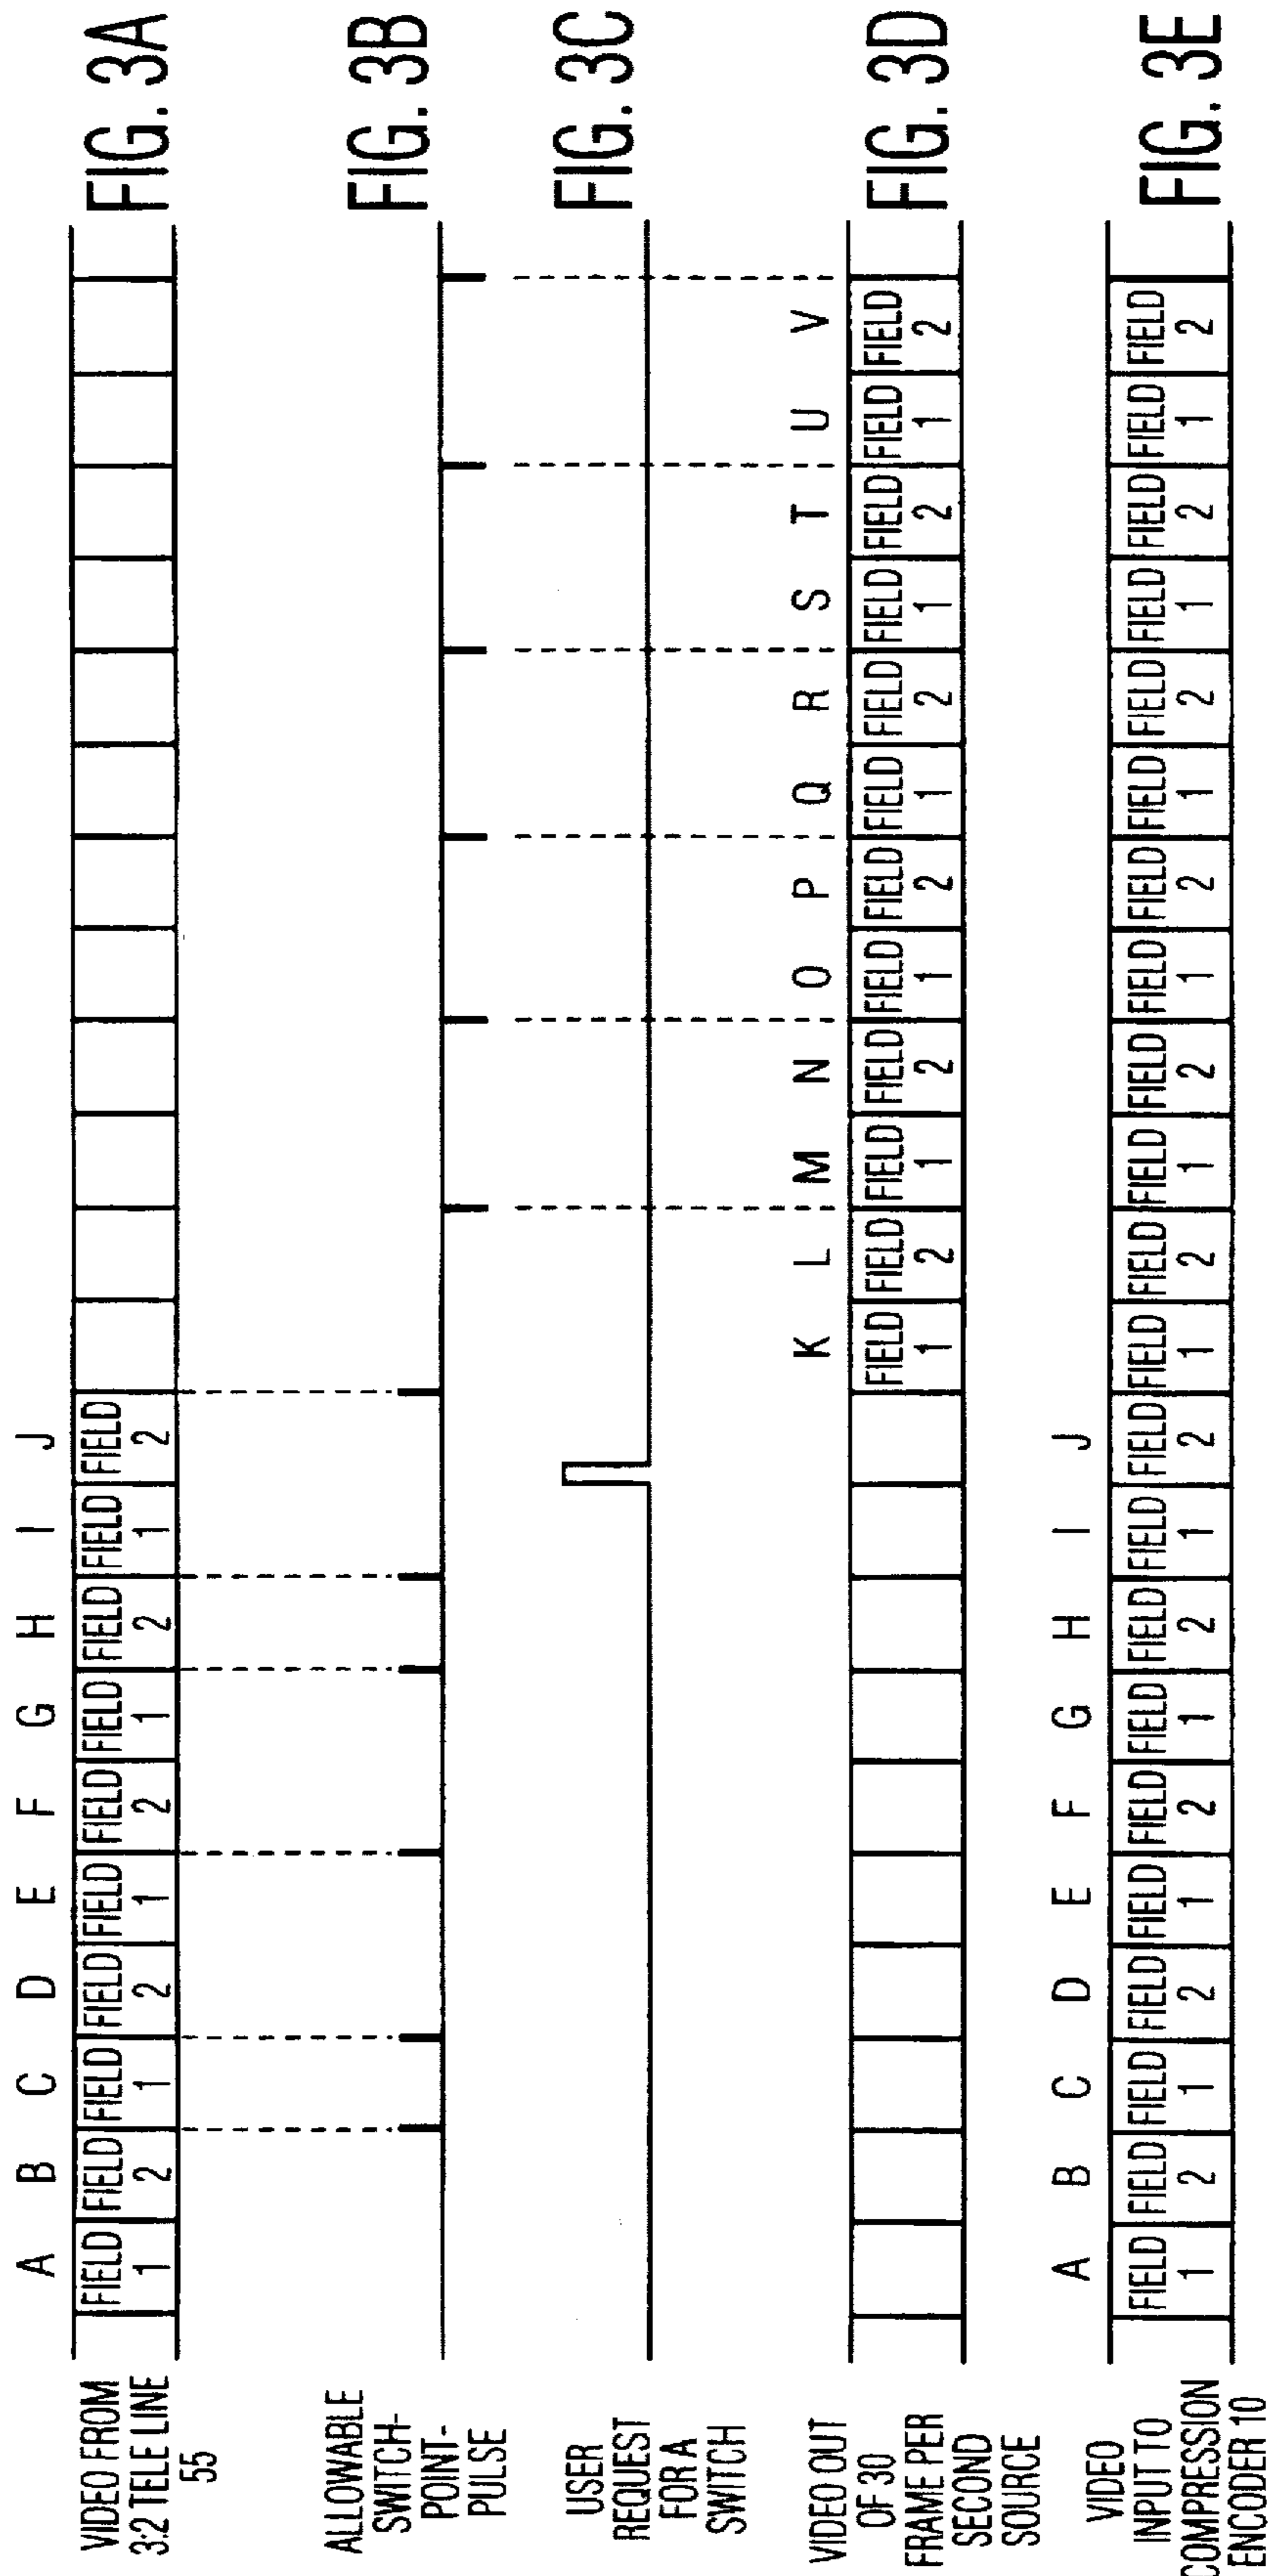 A B C D E F G H I J
VIDEO FROM
3:2 TELE LINE
55
FIELD FIELD FIELD FIELD FIELD FIELD FIELD FIELD FIELD FIELD
1 2 1 2 1 2 1 2 1 2
FIG. 3A
ALLOWABLE
SWITCH-
POINT-
PULSE
FIG. 3B
USER
REQUEST
FOR A
SWITCH
FIG. 3C
K L M N O P Q R S T U V
VIDEO OUT
OF 30
FRAME PER
SECOND
SOURCE
FIELD FIELD FIELD FIELD FIELD FIELD FIELD FIELD FIELD FIELD FIELD FIELD
1 2 1 2 1 2 1 2 1 2 1 2
FIG. 3D
A B C D E F G H I J
VIDEO
INPUT TO
COMPRESSION
ENCODER 10
FIELD FIELD FIELD FIELD FIELD FIELD FIELD FIELD FIELD FIELD FIELD FIELD FIELD FIELD FIELD FIELD FIELD FIELD FIELD FIELD FIELD FIELD
1 2 1 2 1 2 1 2 1 2 1 2 1 2 1 2 1 2 1 2 1 2
FIG. 3E